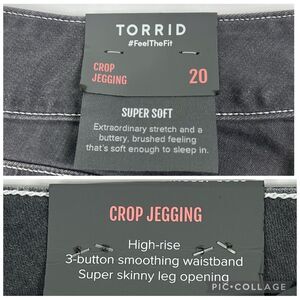 TORRID
#FeelTheFit
CROP
JEGGING
20
SUPER SOFT
Extraordinary stretch and a
buttery, brushed feeling
that's soft enough to sleep in.
CROP JEGGING
High-rise
3-button smoothing waistband
Super skinny leg opening
PIC•COLLAGE